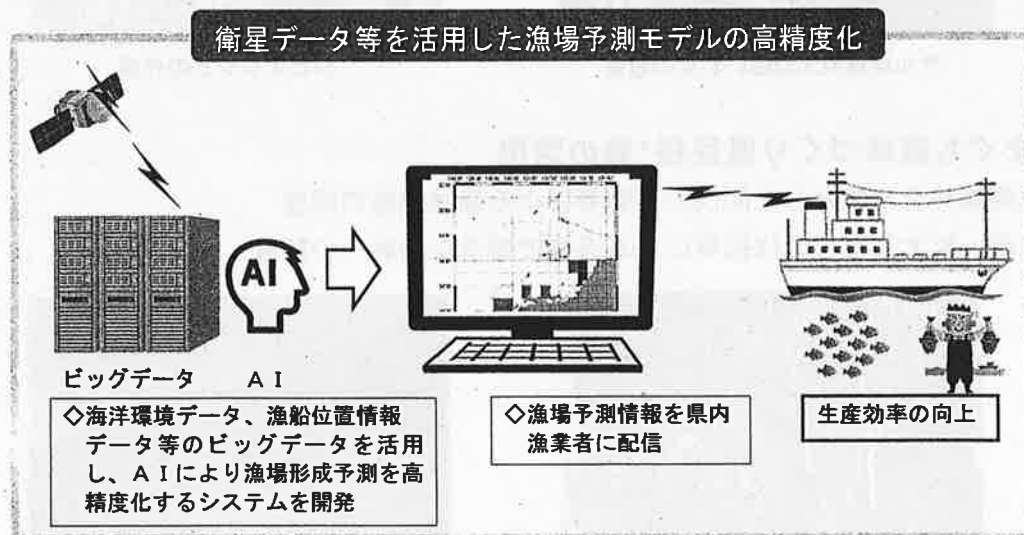 衛星データ等を活用した漁場予測モデルの高精度化
AI
ビッグデータ　ＡＩ
◇海洋環境データ、漁船位置情報
データ等のビッグデータを活用
し、ＡＩにより漁場形成予測を高
精度化するシステムを開発
◇漁場予測情報を県内
漁業者に配信
生産効率の向上